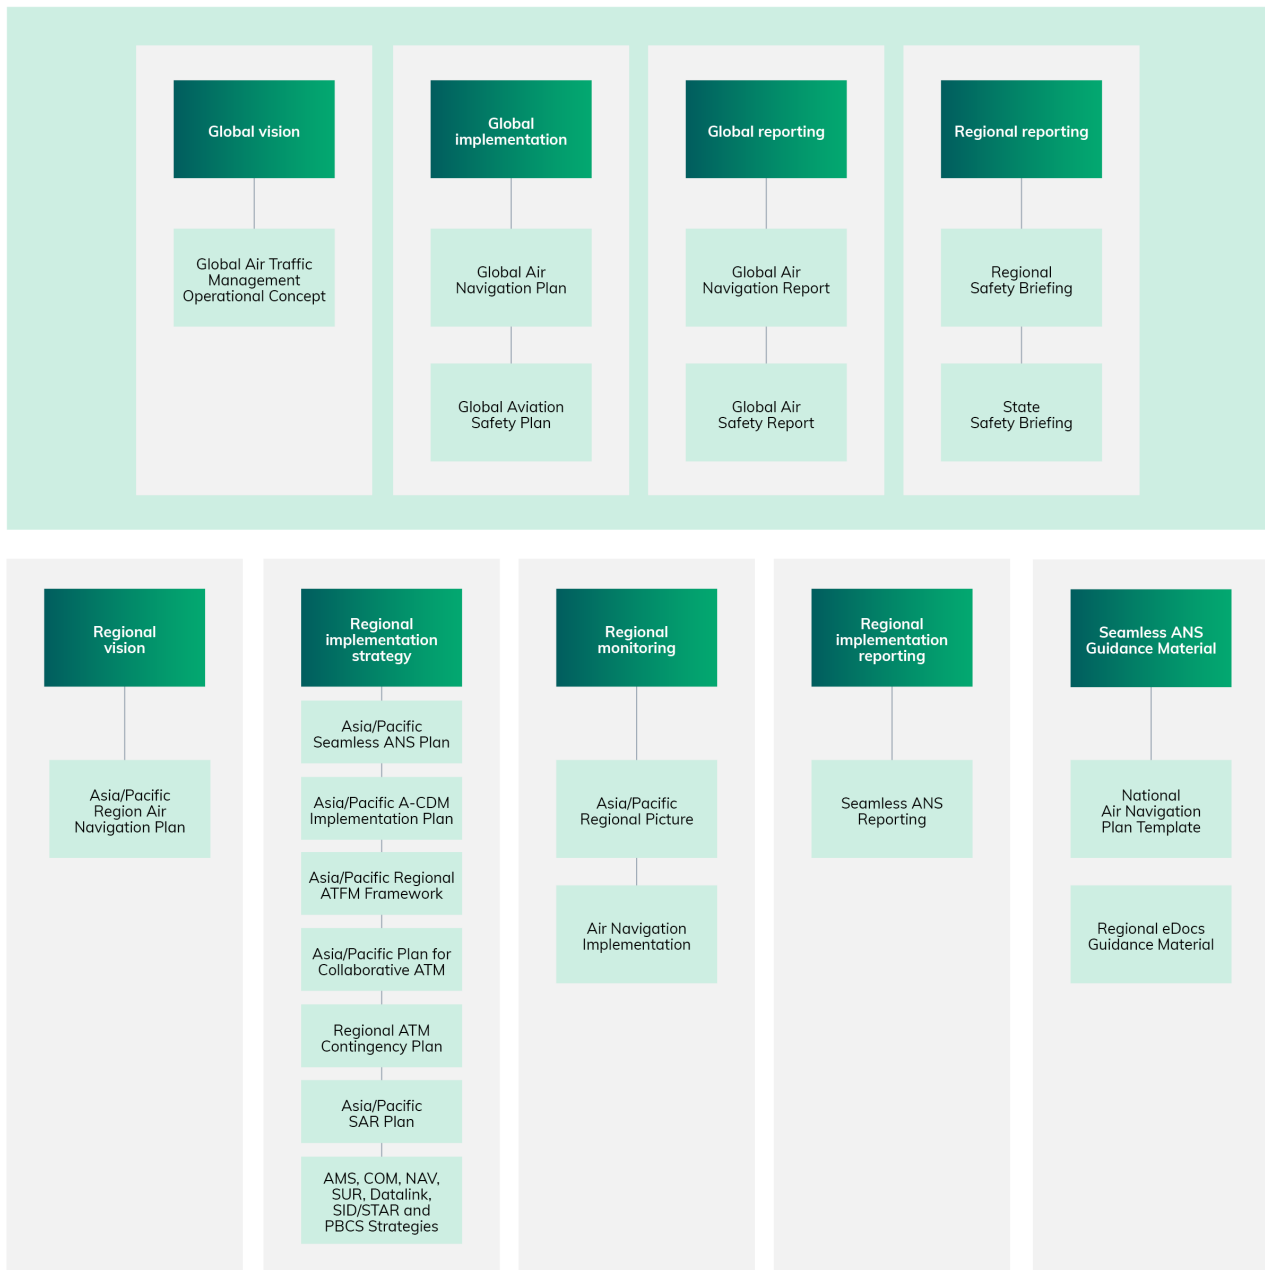 Global vision
Global Air Traffic
Management
Operational Concept
Global
implementation
Global Air
Navigation Plan
Global Aviation
Safety Plan
Global reporting
Global Air
Navigation Report
Global Air
Safety Report
Regional reporting
Regional
Safety Briefing
State
Safety Briefing
Regional
vision
Asia/Pacific
Region Air
Navigation Plan
Regional
implementation
strategy
Asia/Pacific
Seamless ANS Plan
Asia/Pacific A-CDM
Implementation Plan
Asia/Pacific Regional
ATFM Framework
Asia/Pacific Plan for
Collaborative ATM
Regional ATM
Contingency Plan
Asia/Pacific
SAR Plan
AMS, COM, NAV,
SUR, Datalink,
SID/STAR and
PBCS Strategies
Regional
monitoring
Asia/Pacific
Regional Picture
Air Navigation
Implementation
Regional
implementation
reporting
Seamless ANS
Reporting
Seamless ANS
Guidance Material
National
Air Navigation
Plan Template
Regional eDocs
Guidance Material